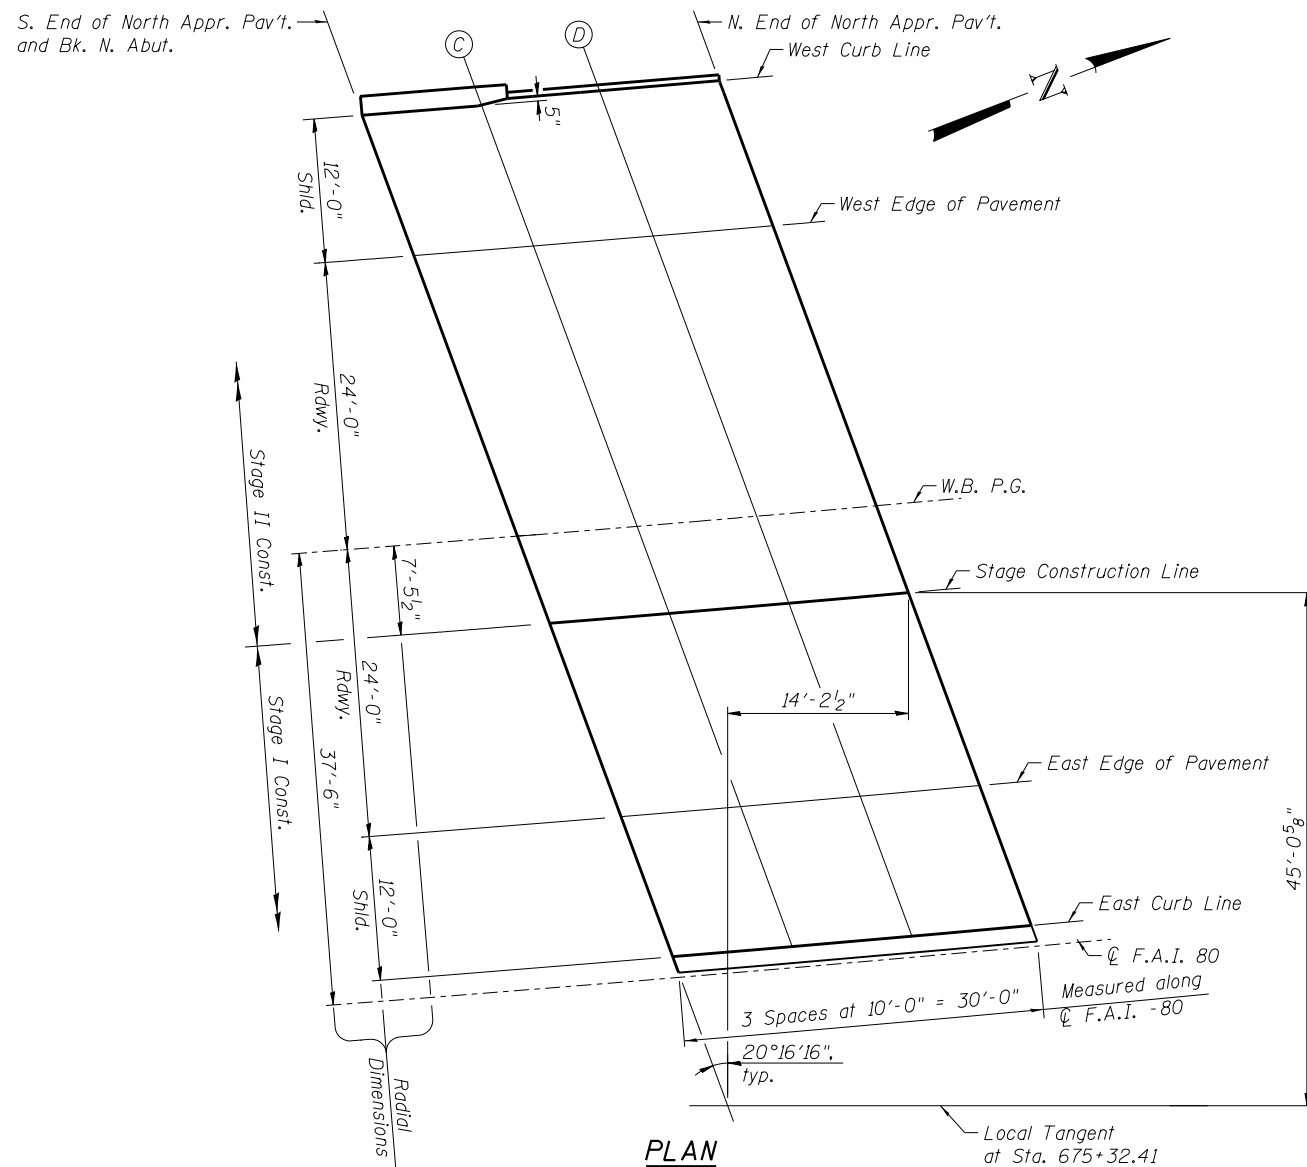 S. End of North Appr. Pav't.
and Bk. N. Abut.
C
D
N. End of North Appr. Pav't.
West Curb Line
N
5"
12'-0"
Shld.
West Edge of Pavement
24'-0"
Rdwy.
W.B. P.G.
Stage II Const.
7'-5½"
Stage Construction Line
24'-0"
Rdwy.
14'-2½"
Stage I Const.
37'-6"
East Edge of Pavement
45'-0⅝"
12'-0"
Shld.
East Curb Line
℄ F.A.I. 80
3 Spaces at 10'-0" = 30'-0"
Measured along
℄ F.A.I. -80
20°16'16",
typ.
Radial
Dimensions
Local Tangent
at Sta. 675+32.41
PLAN